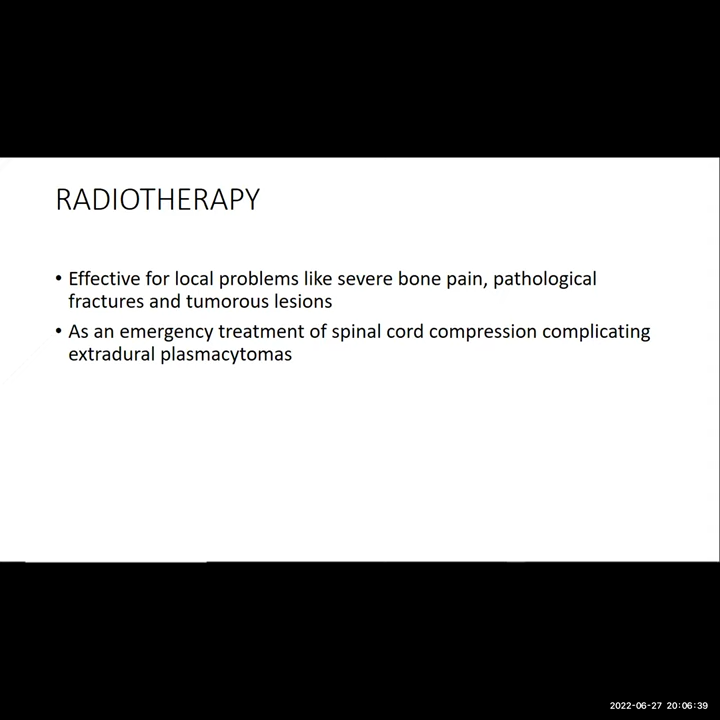 RADIOTHERAPY
• Effective for local problems like severe bone pain, pathological
fractures and tumorous lesions
• As an emergency treatment of spinal cord compression complicating
extradural plasmacytomas
2022-06-27 20:06:39